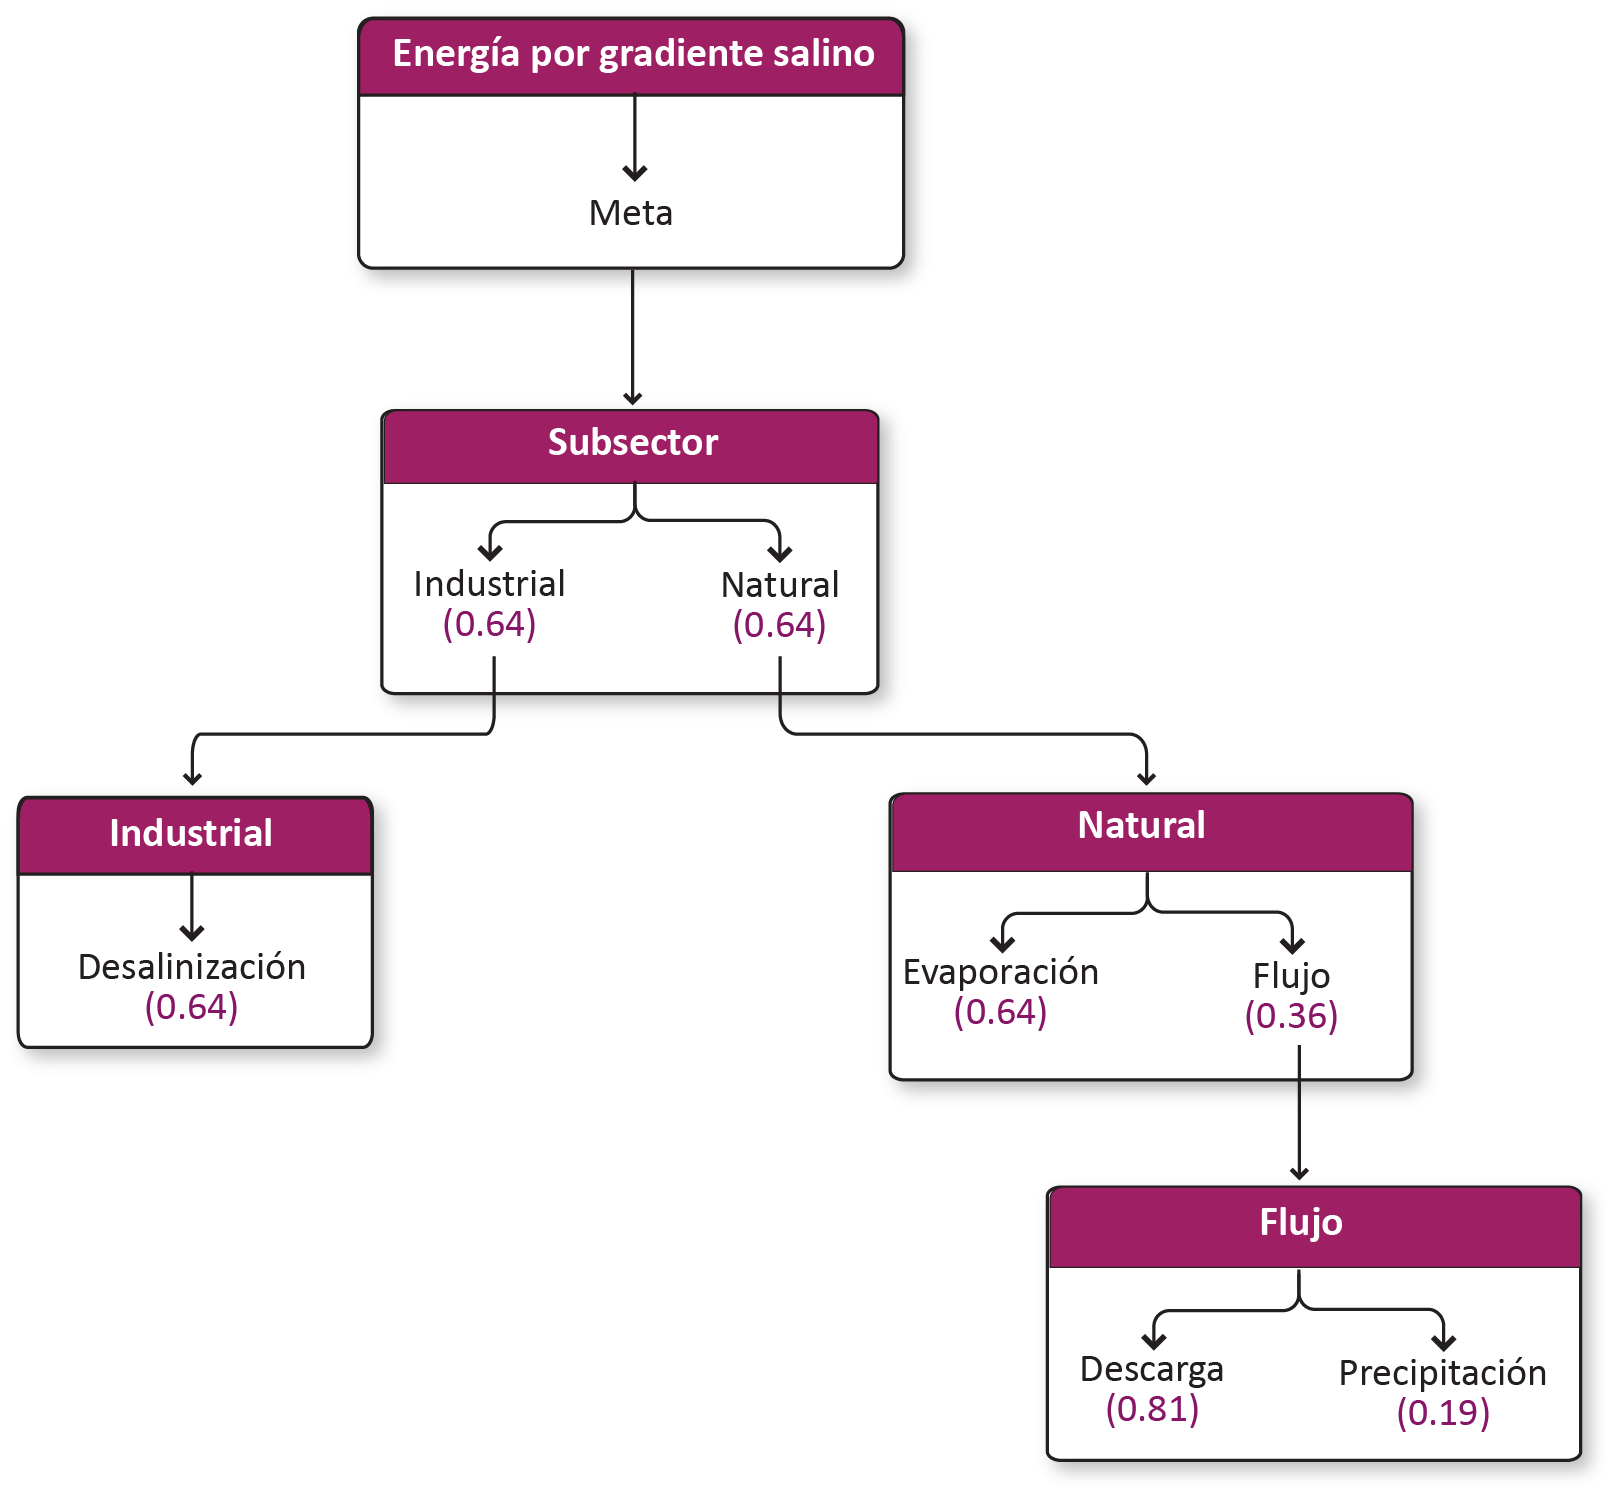 Energía por gradiente salino
Meta
Subsector
Industrial
(0.64)
Natural
(0.64)
Industrial
Desalinización
(0.64)
Natural
Evaporación
(0.64)
Flujo
(0.36)
Flujo
Descarga
(0.81)
Precipitación
(0.19)